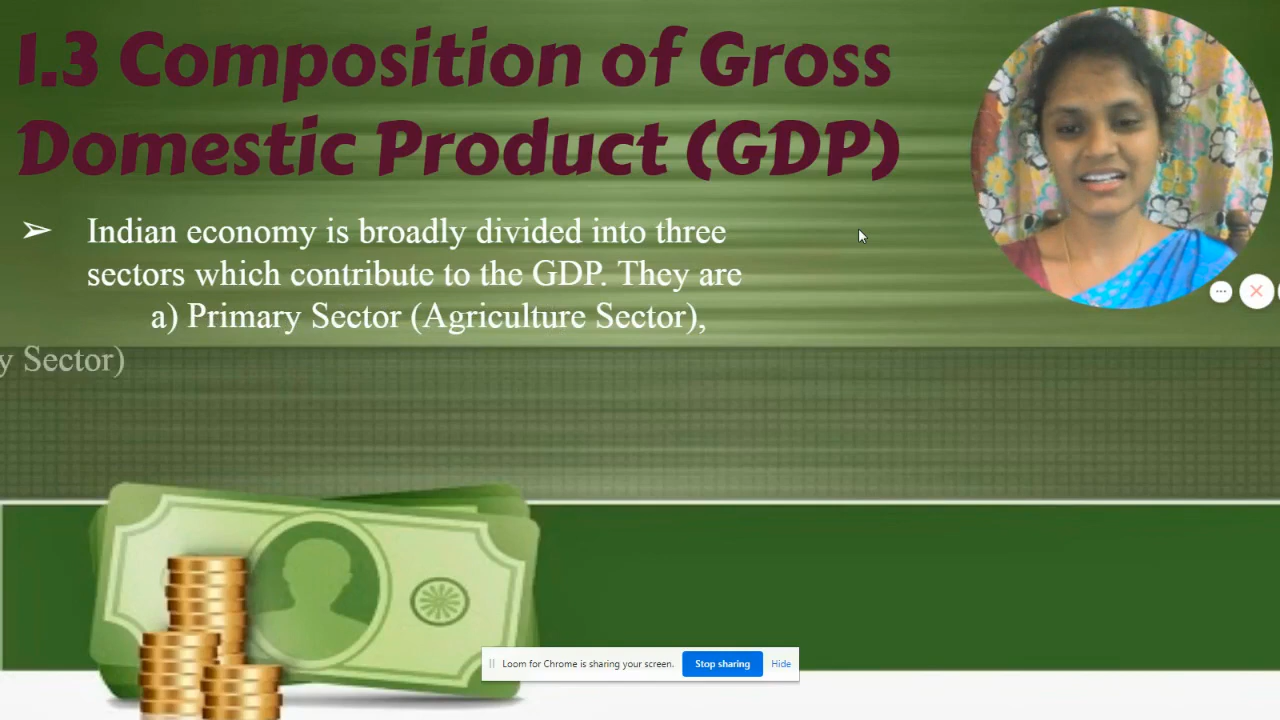 1.3 Composition of Gross
Domestic Product (GDP)
➢ Indian economy is broadly divided into three
sectors which contribute to the GDP. They are
a) Primary Sector (Agriculture Sector),
y Sector)
Loom for Chrome is sharing your screen. Stop sharing Hide